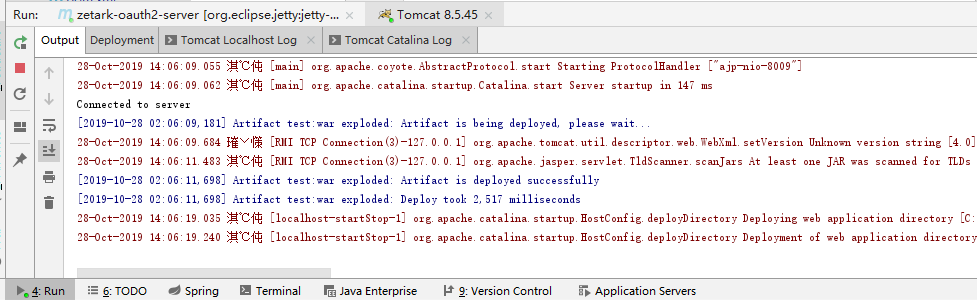 Run: zetark-oauth2-server [org.eclipse.jetty:jetty-... × Tomcat 8.5.45 ×
Output Deployment Tomcat Localhost Log × Tomcat Catalina Log ×
28-Oct-2019 14:06:09.055 淇℃伅 [main] org.apache.coyote.AbstractProtocol.start Starting ProtocolHandler ["ajp-nio-8009"]
28-Oct-2019 14:06:09.062 淇℃伅 [main] org.apache.catalina.startup.Catalina.start Server startup in 147 ms
Connected to server
[2019-10-28 02:06:09,181] Artifact test:war exploded: Artifact is being deployed, please wait...
28-Oct-2019 14:06:09.684 [RMI TCP Connection(3)-127.0.0.1] org.apache.tomcat.util.descriptor.web.WebXml.setVersion Unknown version string [4.0]
28-Oct-2019 14:06:11.483 淇℃伅 [RMI TCP Connection(3)-127.0.0.1] org.apache.jasper.servlet.TldScanner.scanJars At least one JAR was scanned for TLDs
[2019-10-28 02:06:11,698] Artifact test:war exploded: Artifact is deployed successfully
[2019-10-28 02:06:11,698] Artifact test:war exploded: Deploy took 2,517 milliseconds
28-Oct-2019 14:06:19.035 淇℃伅 [localhost-startStop-1] org.apache.catalina.startup.HostConfig.deployDirectory Deploying web application directory [C:
28-Oct-2019 14:06:19.240 淇℃伅 [localhost-startStop-1] org.apache.catalina.startup.HostConfig.deployDirectory Deployment of web application directory
4: Run 6: TODO Spring Terminal Java Enterprise 9: Version Control Application Servers